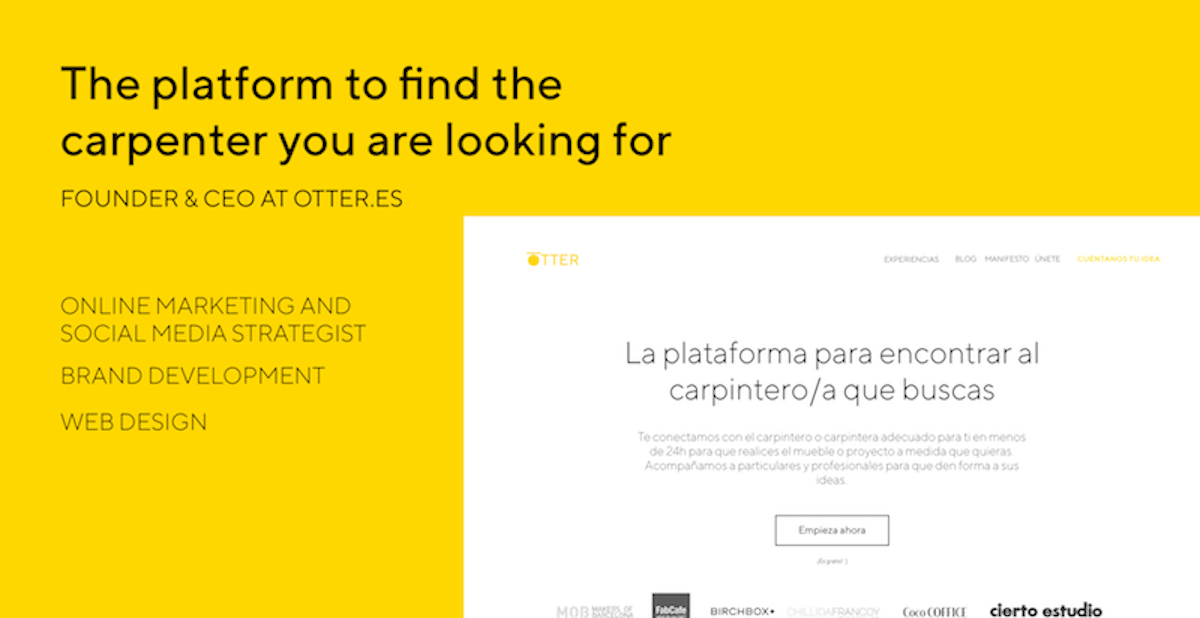 The platform to find the
carpenter you are looking for
FOUNDER & CEO AT OTTER.ES
ONLINE MARKETING AND
SOCIAL MEDIA STRATEGIST
BRAND DEVELOPMENT
WEB DESIGN
OTTER
EXPERIENCIAS BLOG MANIFESTO ÚNETE CUÉNTANOS TU IDEA
La plataforma para encontrar al
carpintero/a que buscas
Te conectamos con el carpintero o carpintera adecuado para ti en menos
de 24h para que realices el mueble o proyecto a medida que quieras.
Acompañamos a particulares y profesionales para que den forma a sus
ideas.
Empieza ahora
¡Es gratis! :)
MOB MAKERS OF
BARCELONA
FabCafe
BIRCHBOX
CHILLIDAFRANCOY
Coco COFFICE
cierto estudio